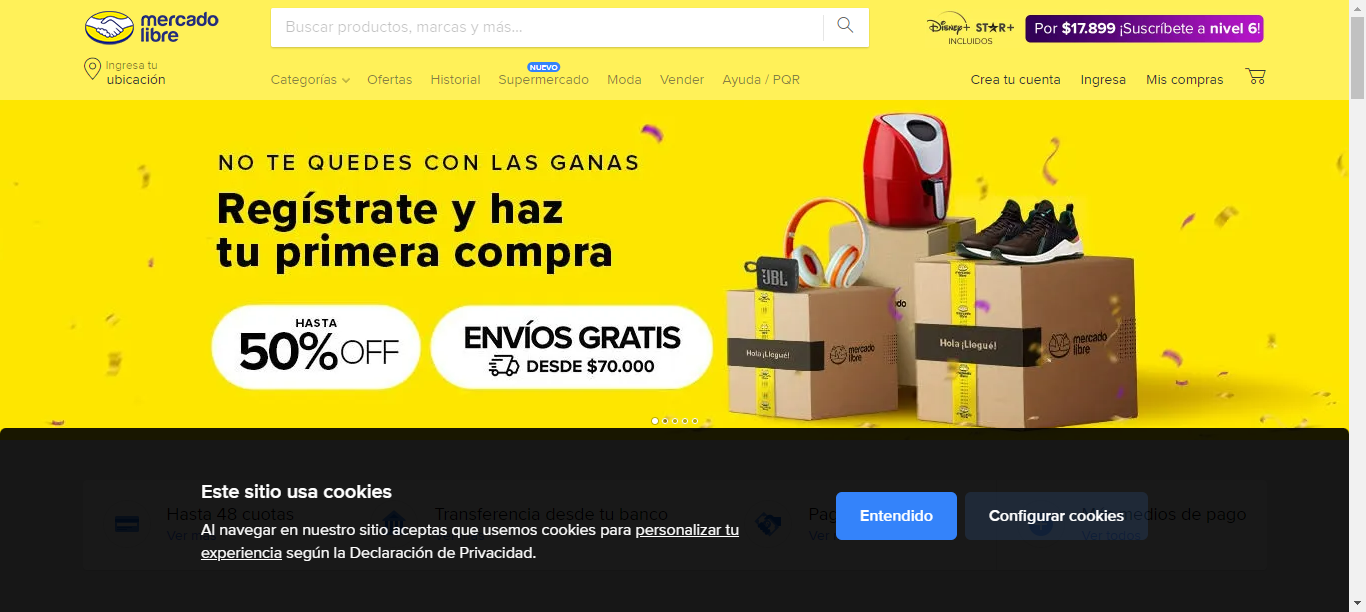 mercado
libre
Buscar productos, marcas y más...
Disney+ STAR+
INCLUIDOS
Por $17.899 ¡Suscríbete a nivel 6!
Ingresa tu
ubicación
Categorías
Ofertas
Historial
NUEVO
Supermercado
Moda
Vender
Ayuda / PQR
Crea tu cuenta
Ingresa
Mis compras
NO TE QUEDES CON LAS GANAS
Regístrate y haz
tu primera compra
HASTA
50% OFF
ENVÍOS GRATIS
DESDE $70.000
JBL
Hola ¡Llegué!
mercado
libre
Hola ¡Llegué!
mercado
libre
Este sitio usa cookies
Al navegar en nuestro sitio aceptas que usemos cookies para personalizar tu
experiencia según la Declaración de Privacidad.
Entendido
Configurar cookies
Hasta 48 cuotas
Ver más
Transferencia desde tu banco
medios de pago
Ver todos